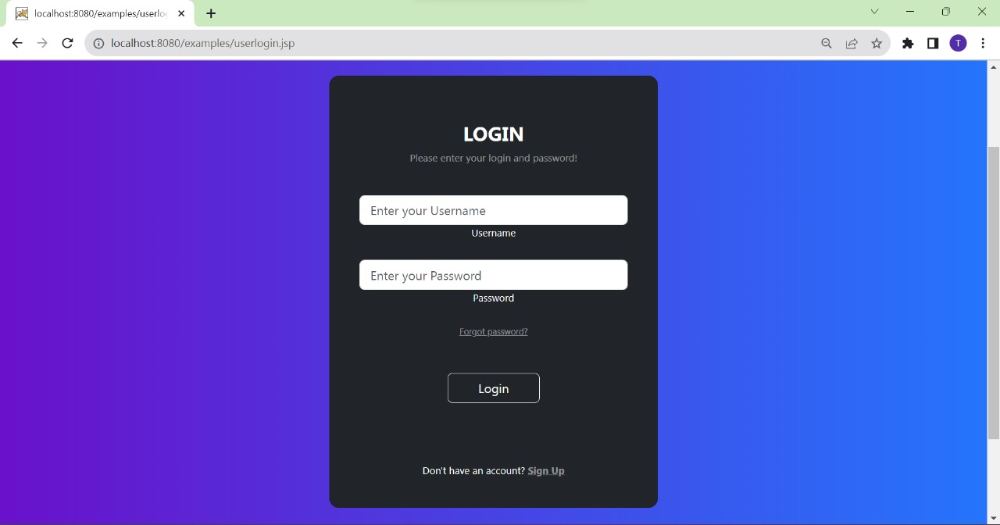 localhost:8080/examples/userlo
localhost:8080/examples/userlogin.jsp
T
LOGIN
Please enter your login and password!
Enter your Username
Username
Enter your Password
Password
Forgot password?
Login
Don't have an account? Sign Up